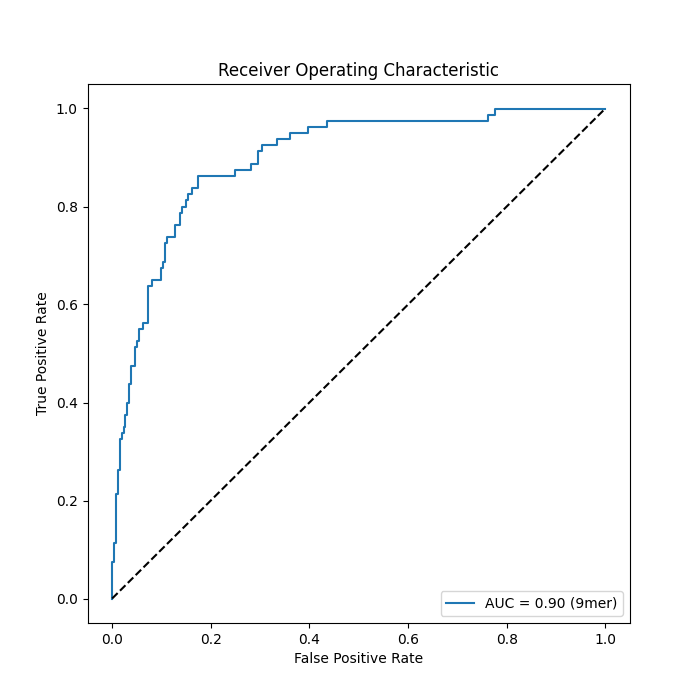 Receiver Operating Characteristic
1.0
0.8
0.6
0.4
0.2
0.0
True Positive Rate
AUC = 0.90 (9mer)
0.0 0.2 0.4 0.6 0.8 1.0
False Positive Rate